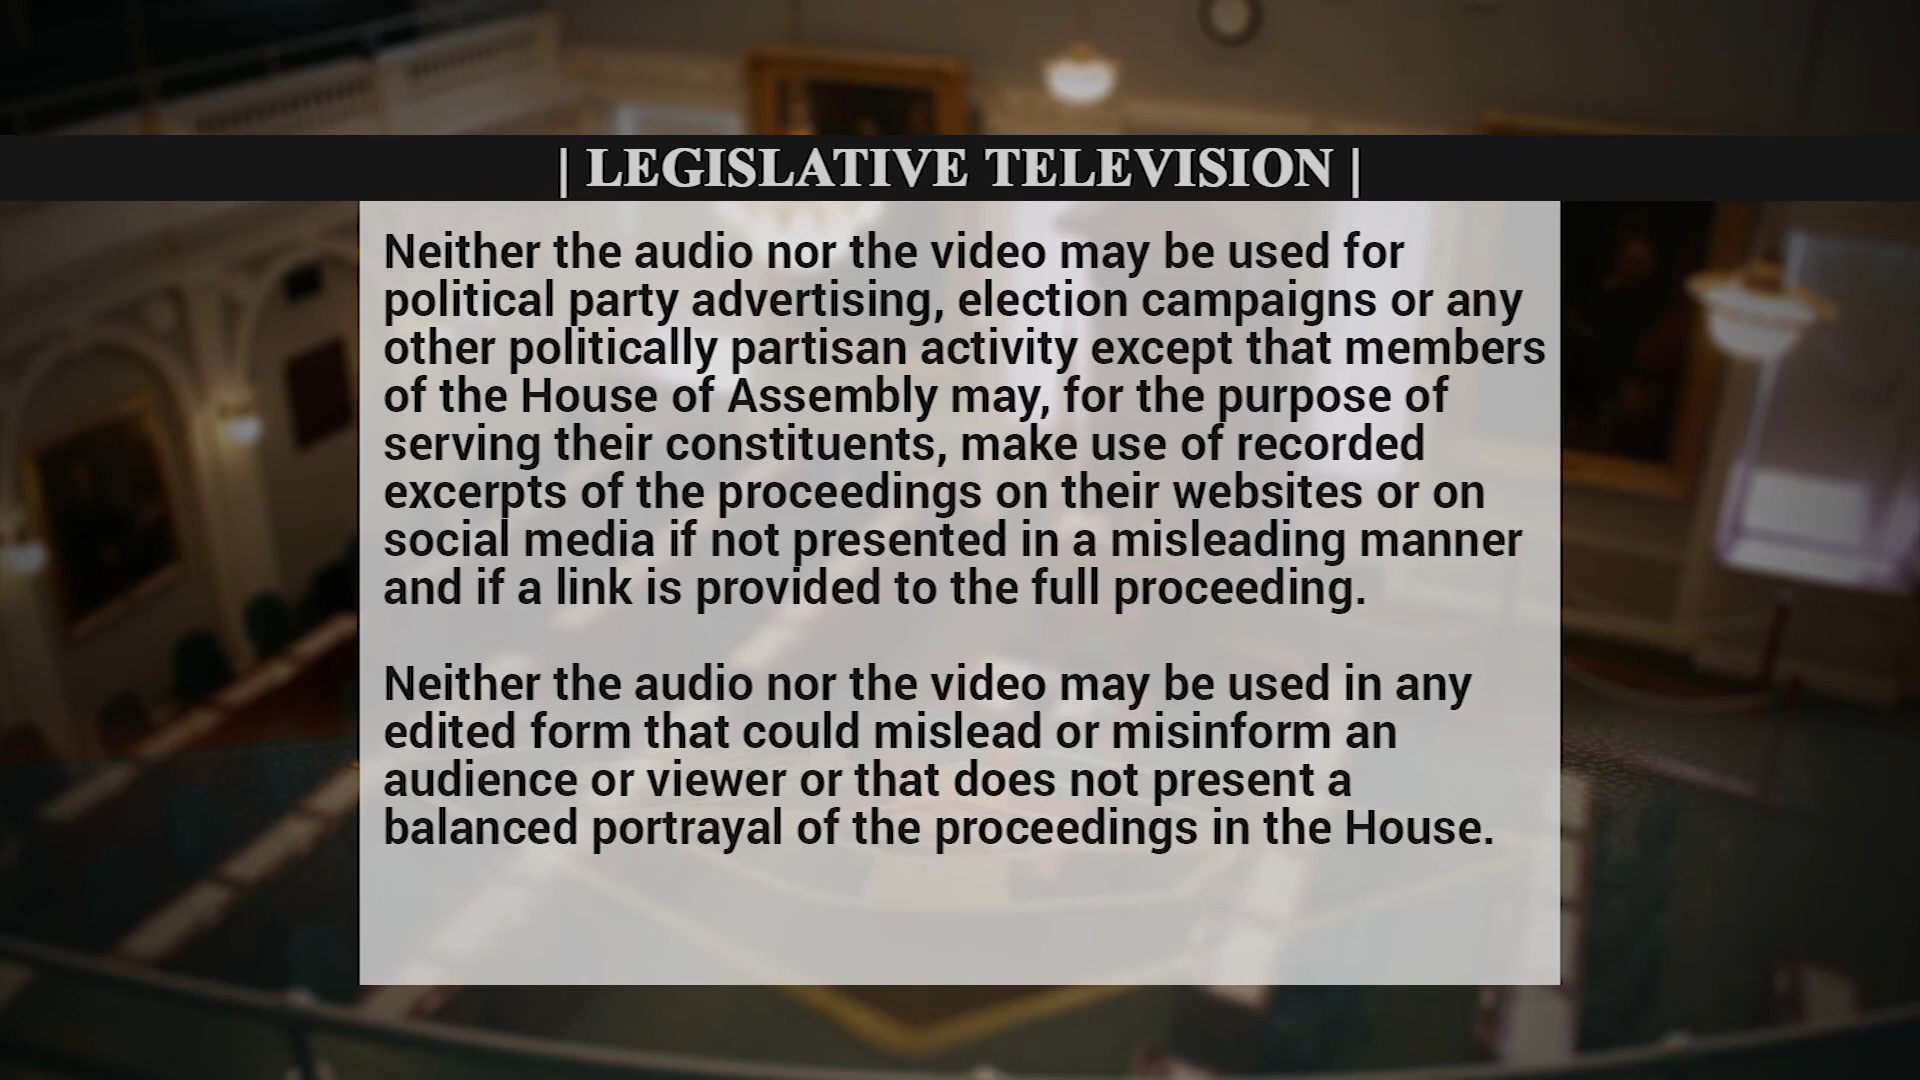 | LEGISLATIVE TELEVISION |
Neither the audio nor the video may be used for
political party advertising, election campaigns or any
other politically partisan activity except that members
of the House of Assembly may, for the purpose of
serving their constituents, make use of recorded
excerpts of the proceedings on their websites or on
social media if not presented in a misleading manner
and if a link is provided to the full proceeding.
Neither the audio nor the video may be used in any
edited form that could mislead or misinform an
audience or viewer or that does not present a
balanced portrayal of the proceedings in the House.